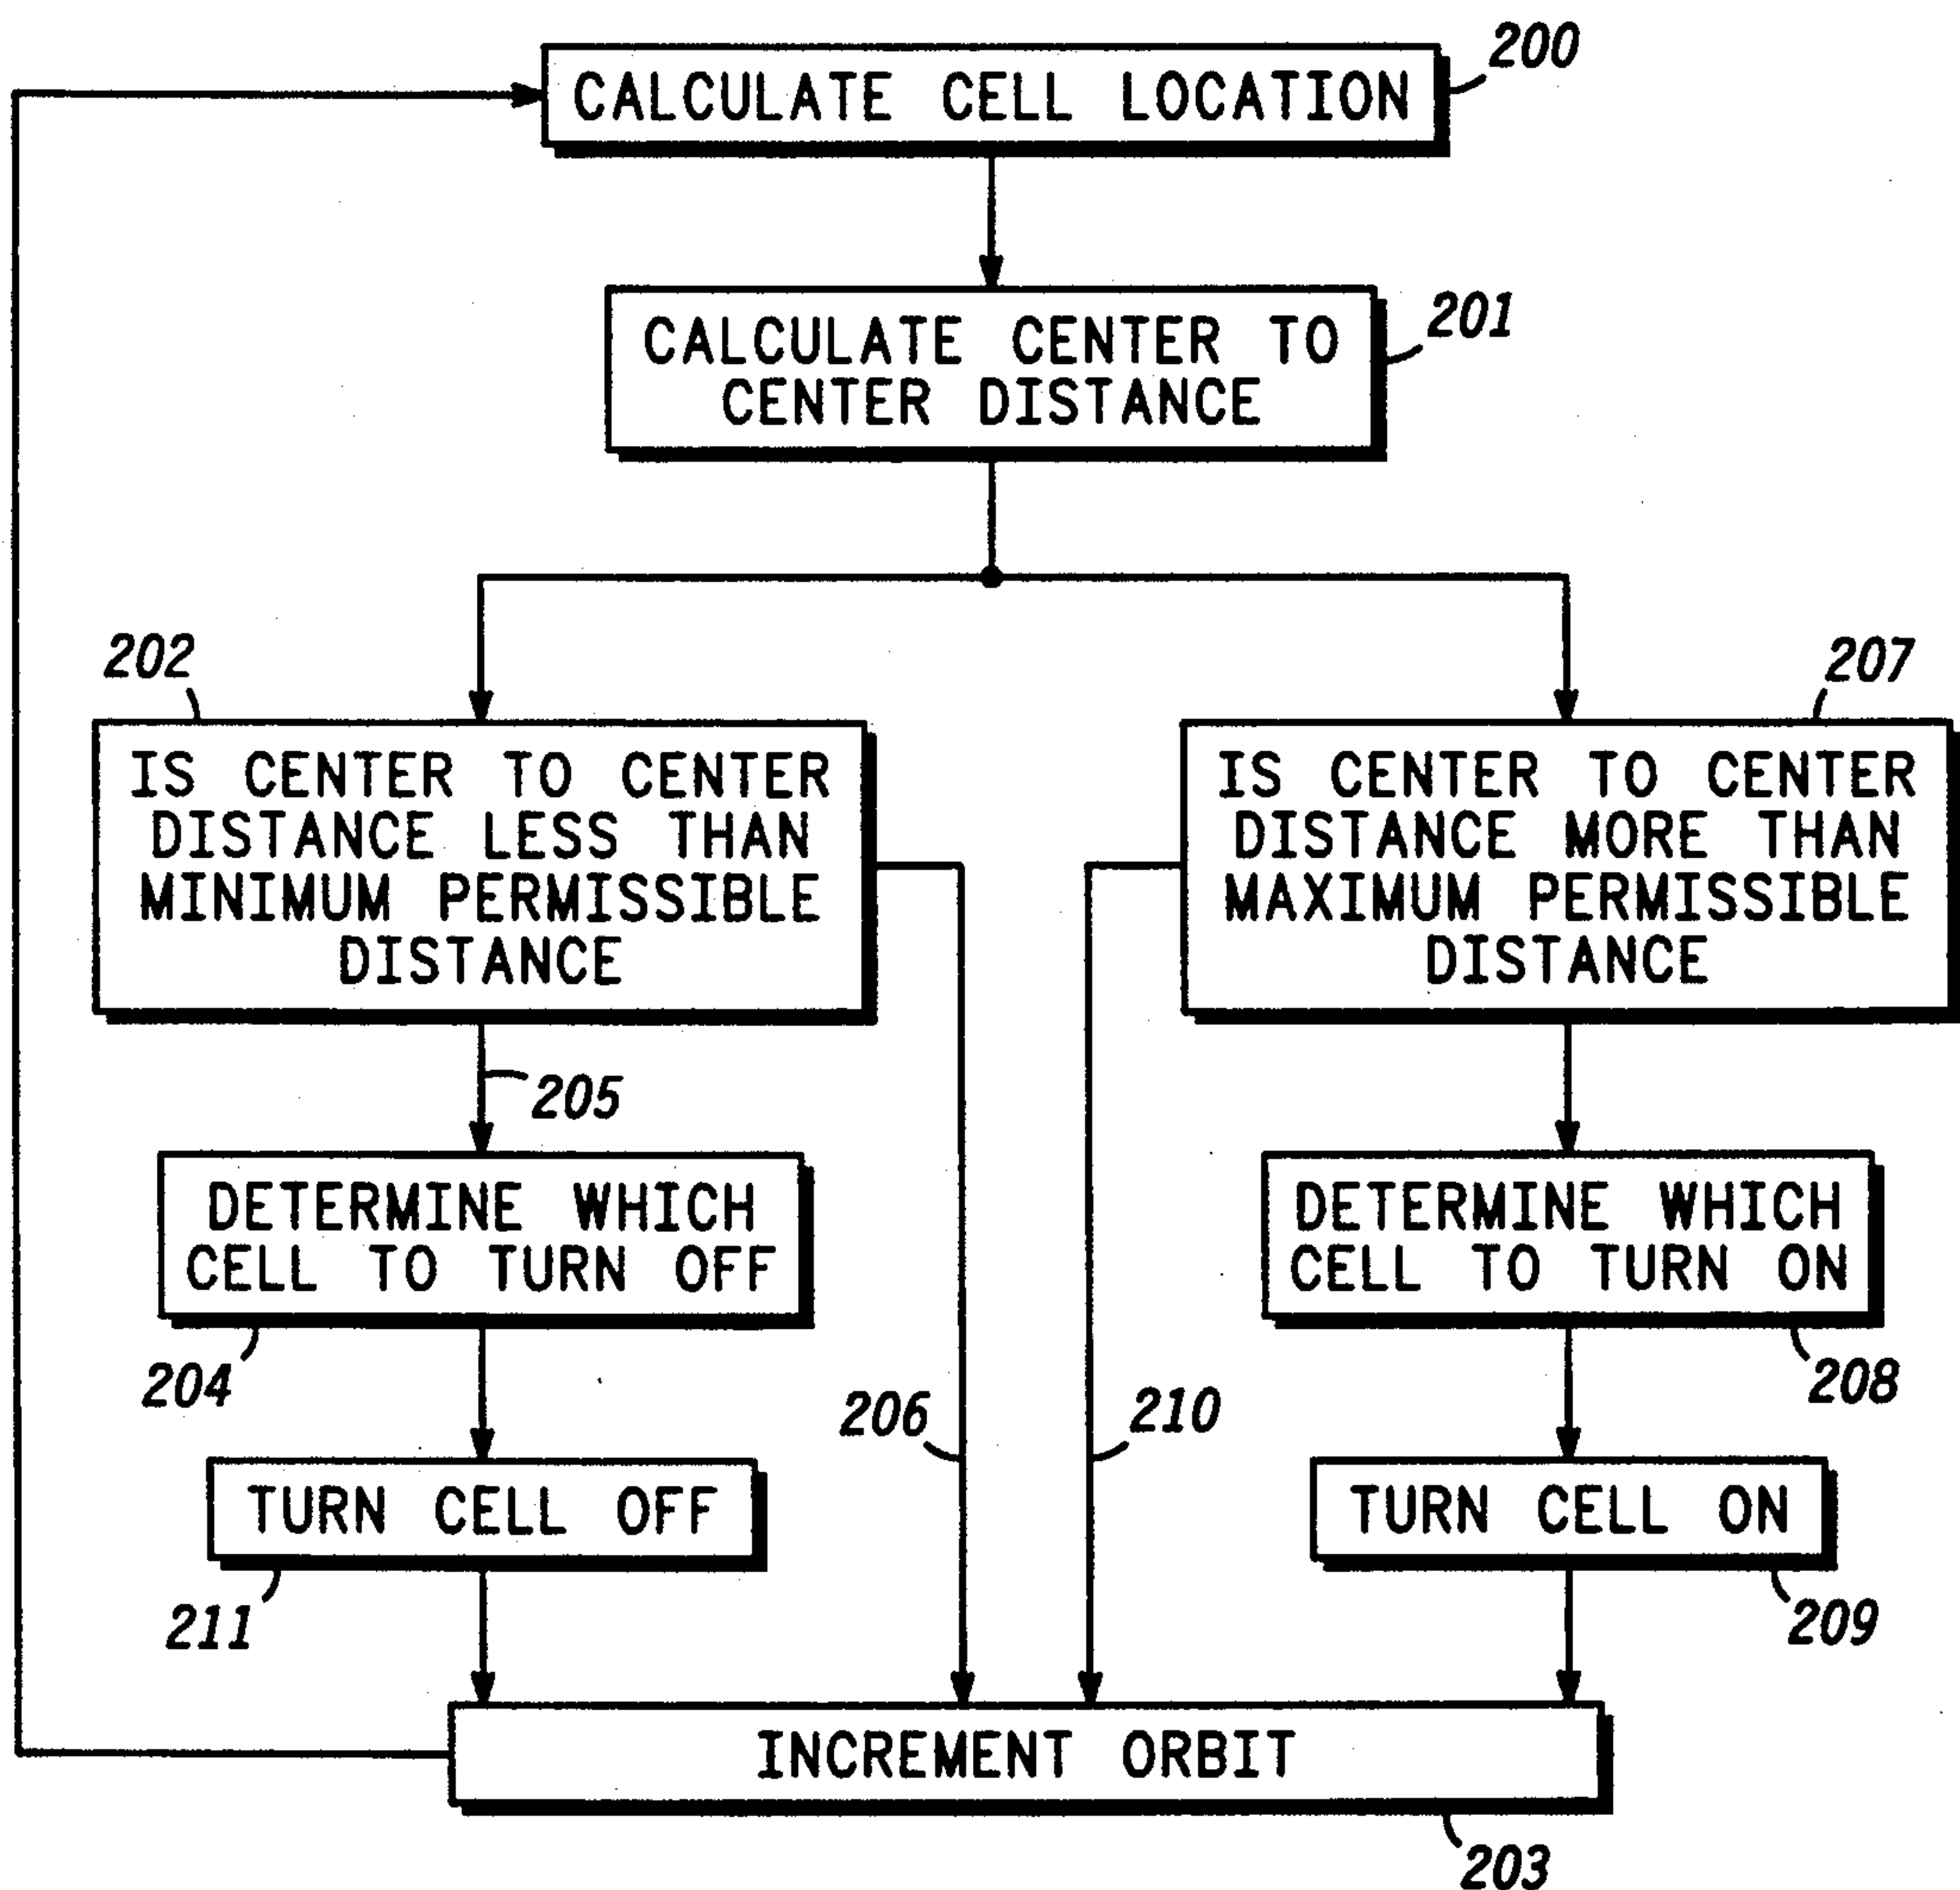 CALCULATE CELL LOCATION
200
CALCULATE CENTER TO
CENTER DISTANCE
201
202
IS CENTER TO CENTER
DISTANCE LESS THAN
MINIMUM PERMISSIBLE
DISTANCE
207
IS CENTER TO CENTER
DISTANCE MORE THAN
MAXIMUM PERMISSIBLE
DISTANCE
205
DETERMINE WHICH
CELL TO TURN OFF
204
DETERMINE WHICH
CELL TO TURN ON
208
206
210
TURN CELL OFF
211
TURN CELL ON
209
INCREMENT ORBIT
203